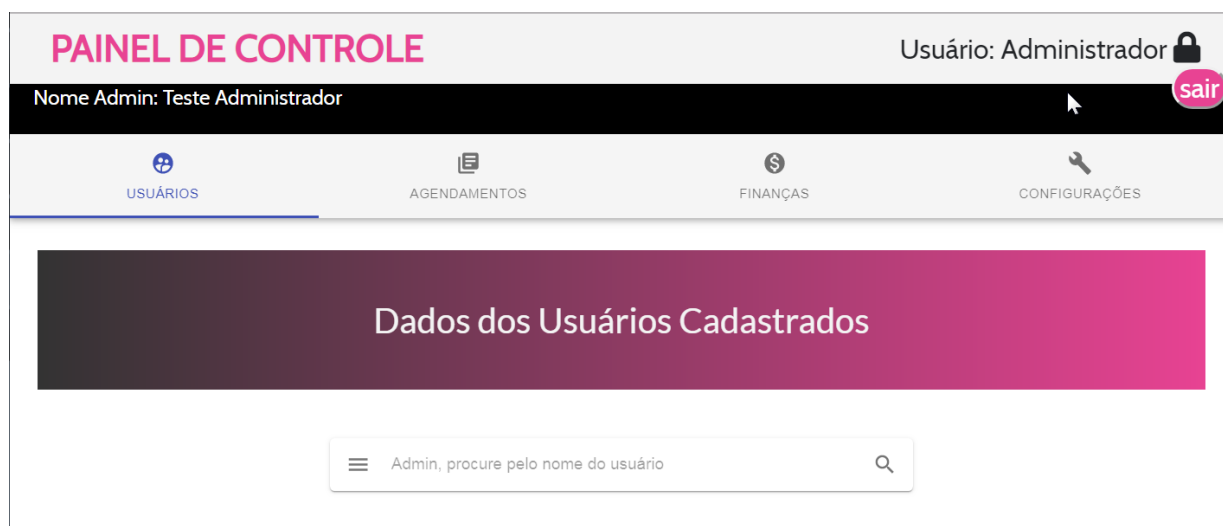 PAINEL DE CONTROLE
Usuário: Administrador
sair
Nome Admin: Teste Administrador
USUÁRIOS
AGENDAMENTOS
FINANÇAS
CONFIGURAÇÕES
Dados dos Usuários Cadastrados
Admin, procure pelo nome do usuário